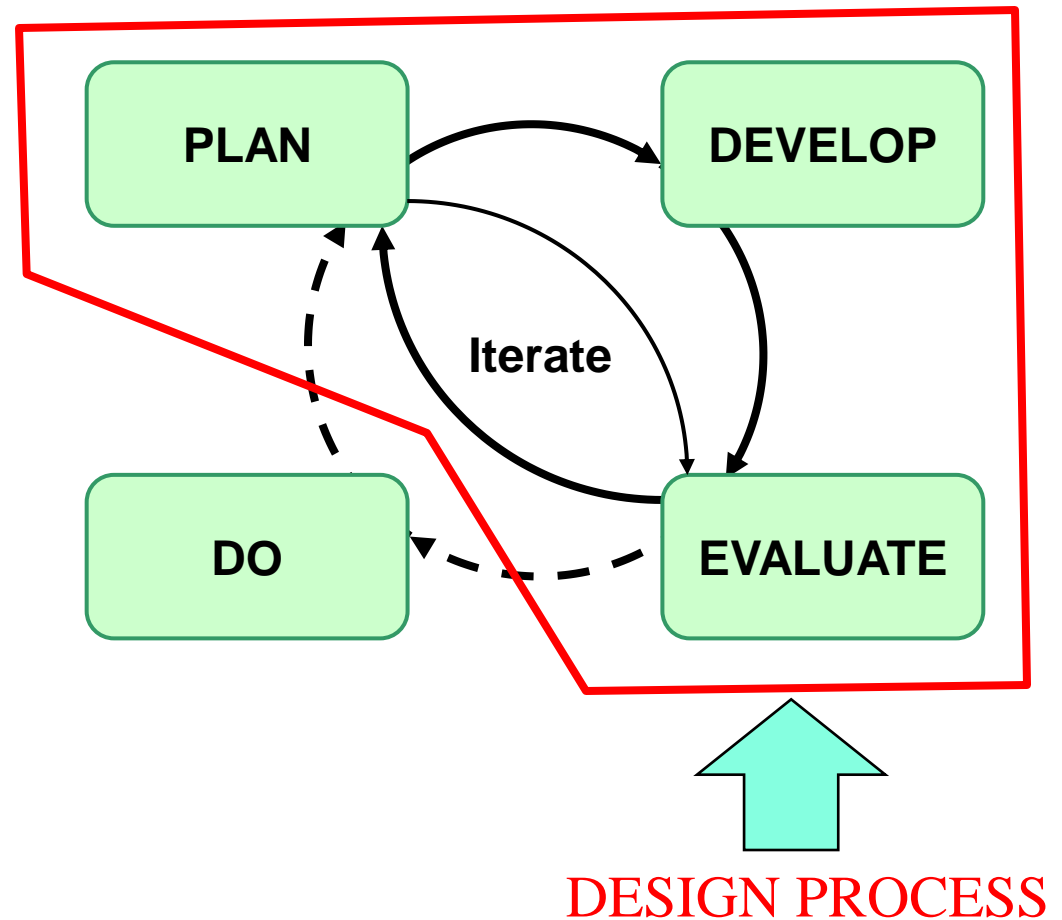 PLAN
DEVELOP
Iterate
DO
EVALUATE
DESIGN PROCESS